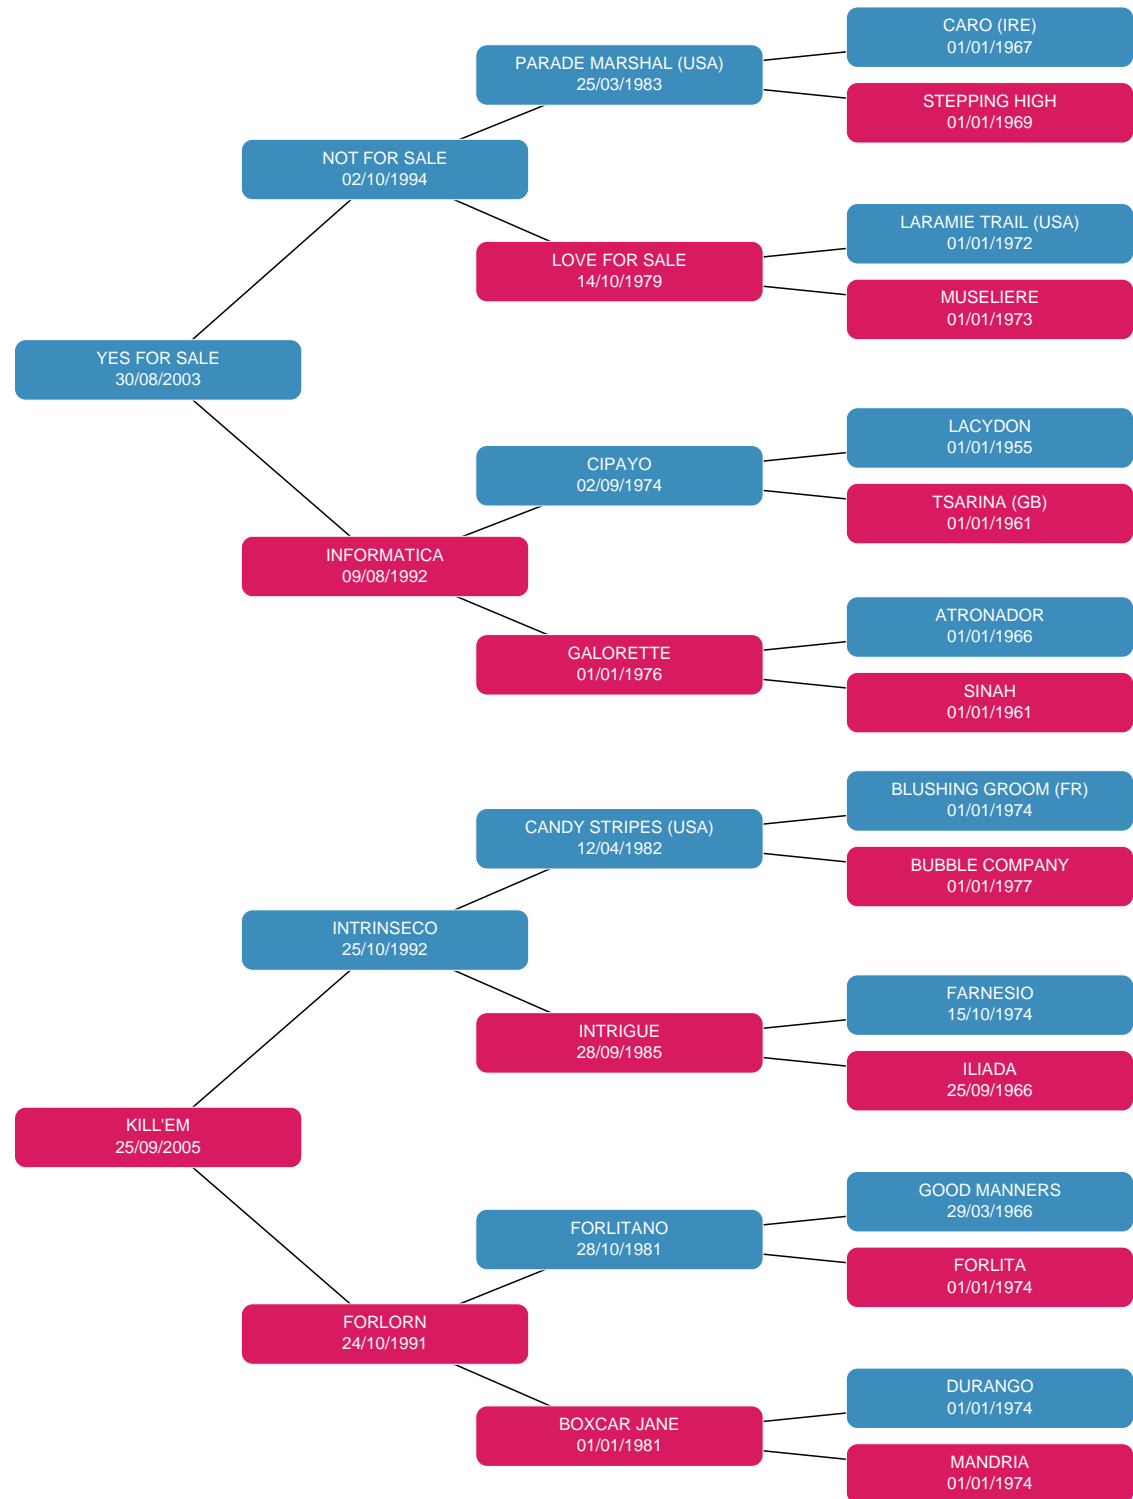 CARO (IRE)
01/01/1967
PARADE MARSHAL (USA)
25/03/1983
STEPPING HIGH
01/01/1969
NOT FOR SALE
02/10/1994
LARAMIE TRAIL (USA)
01/01/1972
LOVE FOR SALE
14/10/1979
MUSELIERE
01/01/1973
YES FOR SALE
30/08/2003
LACYDON
01/01/1955
CIPAYO
02/09/1974
TSARINA (GB)
01/01/1961
INFORMATICA
09/08/1992
ATRONADOR
01/01/1966
GALORETTE
01/01/1976
SINAH
01/01/1961
BLUSHING GROOM (FR)
01/01/1974
CANDY STRIPES (USA)
12/04/1982
BUBBLE COMPANY
01/01/1977
INTRINSECO
25/10/1992
FARNESIO
15/10/1974
INTRIGUE
28/09/1985
ILIADA
25/09/1966
KILL'EM
25/09/2005
GOOD MANNERS
29/03/1966
FORLITANO
28/10/1981
FORLITA
01/01/1974
FORLORN
24/10/1991
DURANGO
01/01/1974
BOXCAR JANE
01/01/1981
MANDRIA
01/01/1974